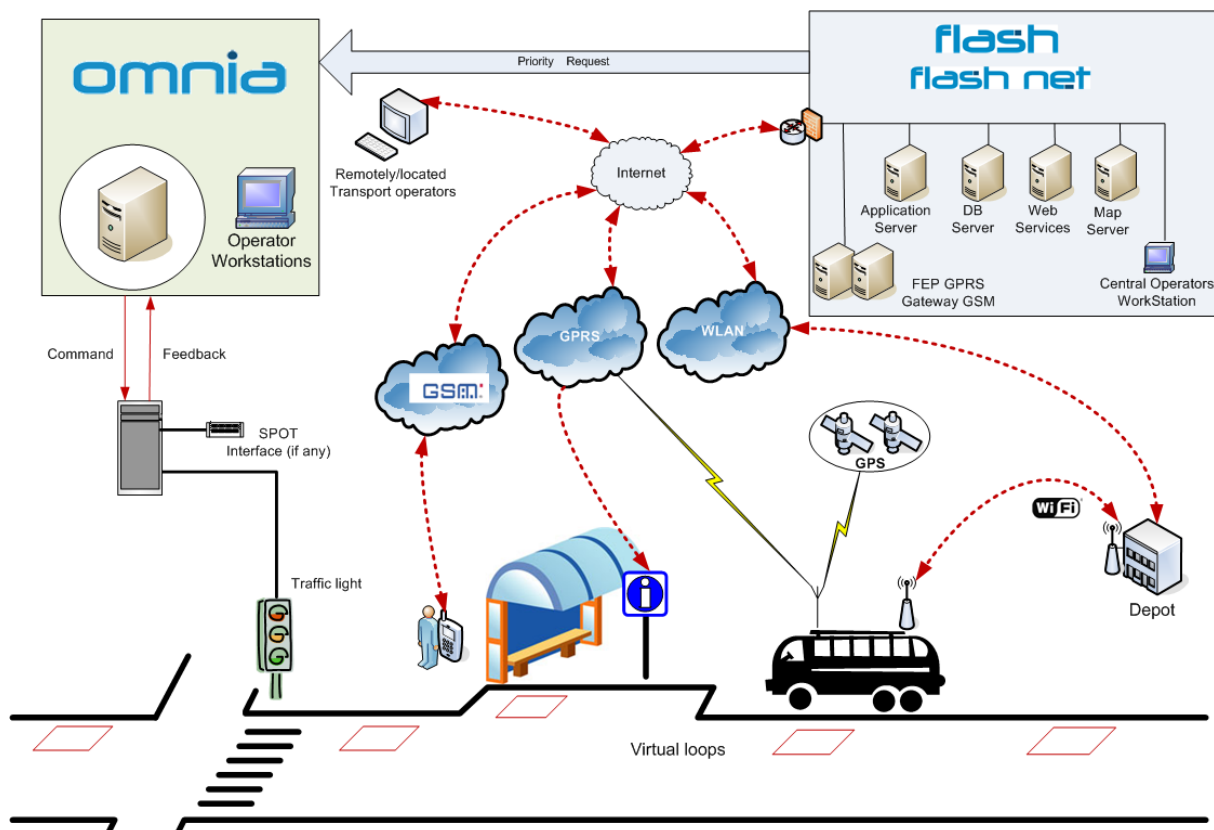 omnia
Operator
Workstations
Priority Request
flash
flash net
Remotely/located
Transport operators
Internet
Application
Server
DB
Server
Web
Services
Map
Server
FEP GPRS
Gateway GSM
Central Operators
WorkStation
Command
Feedback
GPRS
WLAN
GSM
SPOT
Interface (if any)
GPS
Wi Fi
Depot
Traffic light
i
Virtual loops